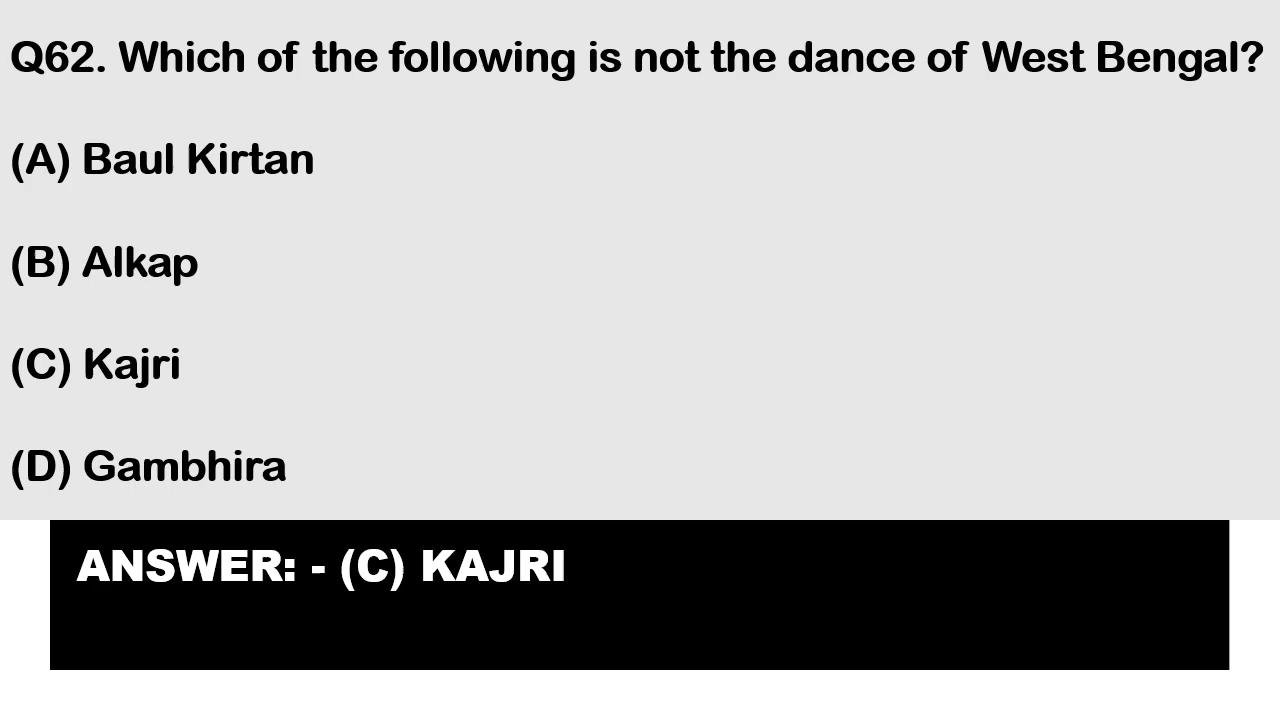 Q62. Which of the following is not the dance of West Bengal?
(A) Baul Kirtan
(B) Alkap
(C) Kajri
(D) Gambhira
ANSWER: - (C) KAJRI